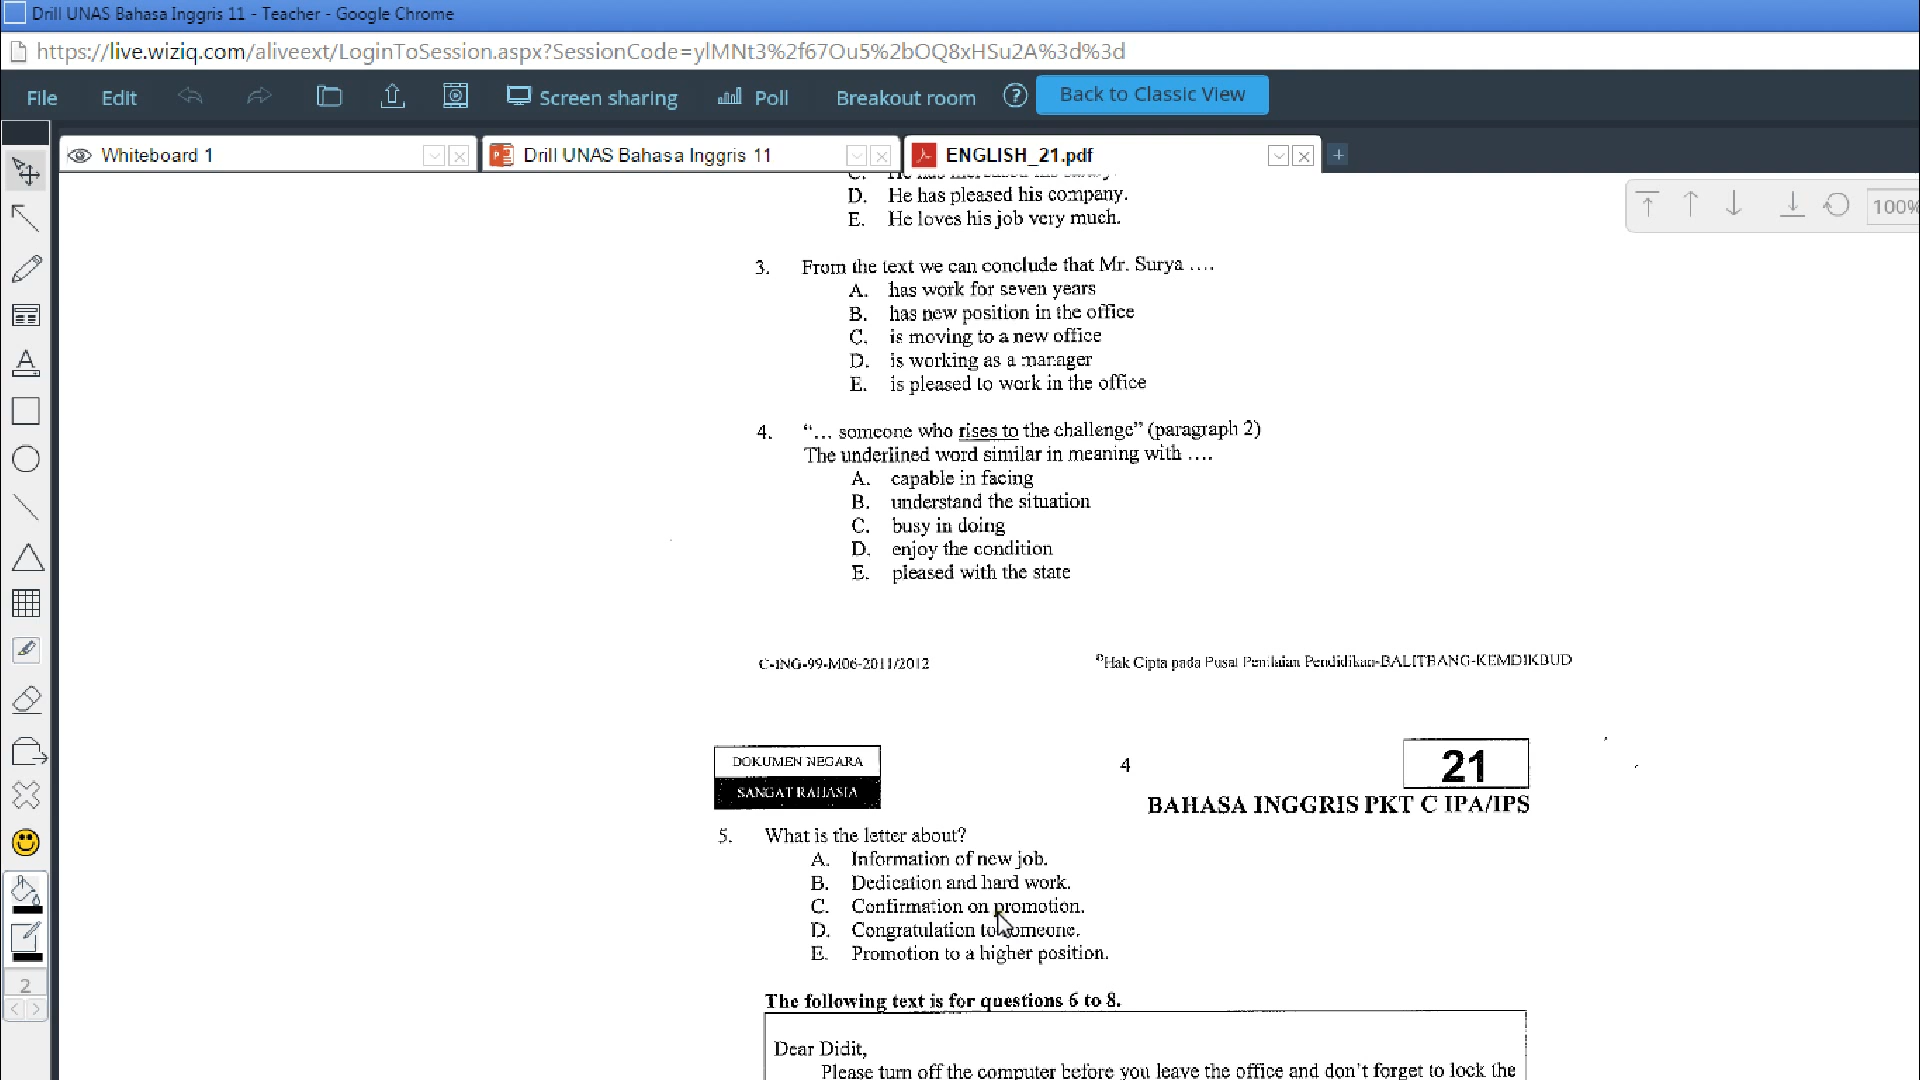 Drill UNAS Bahasa Inggris 11 - Teacher - Google Chrome
https://live.wiziq.com/aliveext/LoginToSession.aspx?SessionCode=ylMNt3%2f67Ou5%2bOQ8xHSu2A%3d%3d
File Edit Screen sharing Poll Breakout room ? Back to Classic View
Whiteboard 1 Drill UNAS Bahasa Inggris 11 ENGLISH_21.pdf +
100%
D. He has pleased his company.
E. He loves his job very much.
3. From the text we can conclude that Mr. Surya ....
A. has work for seven years
B. has new position in the office
C. is moving to a new office
D. is working as a manager
E. is pleased to work in the office
4. "... someone who rises to the challenge" (paragraph 2)
The underlined word similar in meaning with ....
A. capable in facing
B. understand the situation
C. busy in doing
D. enjoy the condition
E. pleased with the state
C-ING-99-M06-2011/2012 ©Hak Cipta pada Pusat Penilaian Pendidikan-BALITBANG-KEMDIKBUD
DOKUMEN NEGARA
SANGAT RAHASIA
4
21
BAHASA INGGRIS PKT C IPA/IPS
5. What is the letter about?
A. Information of new job.
B. Dedication and hard work.
C. Confirmation on promotion.
D. Congratulation to someone.
E. Promotion to a higher position.
The following text is for questions 6 to 8.
Dear Didit,
Please turn off the computer before you leave the office and don't forget to lock the
2